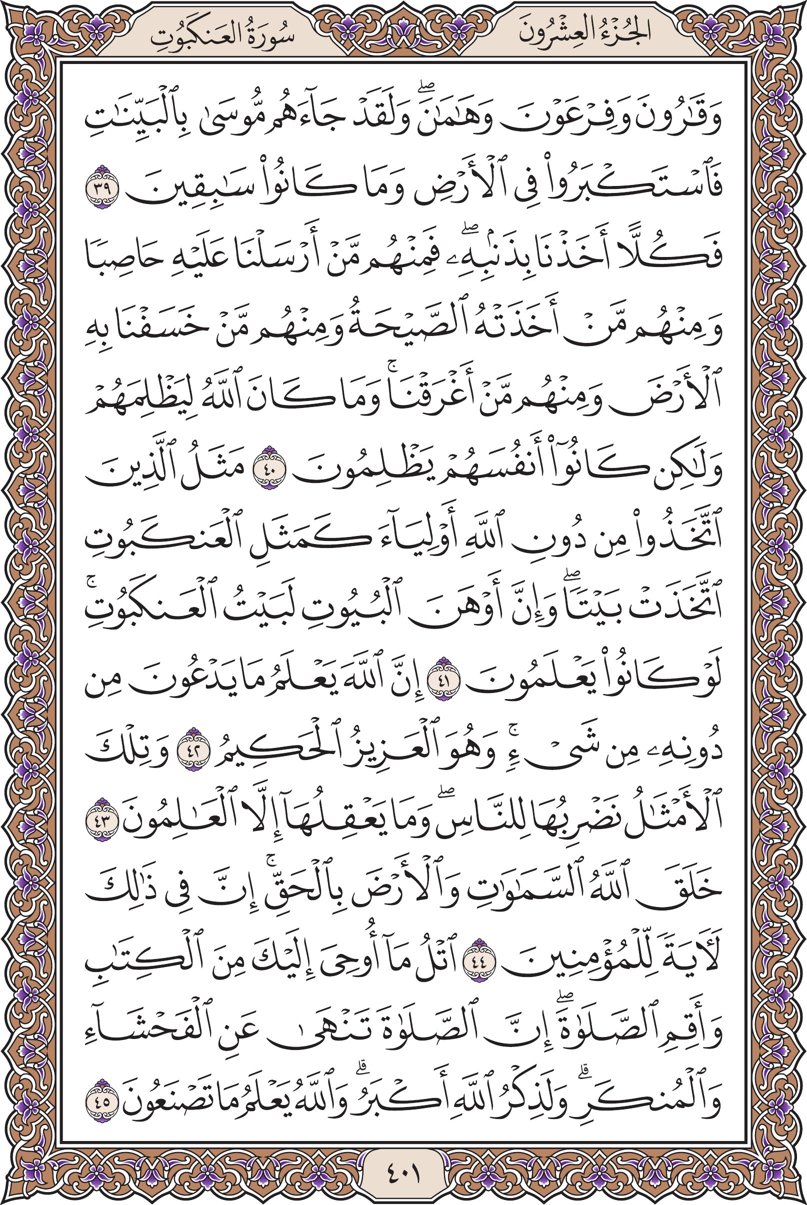 الجُزْءُ العِشْرُونَ
سُورَةُ العَنكَبُوتِ
وَقَٰرُونَ وَفِرۡعَوۡنَ وَهَٰمَٰنَۖ وَلَقَدۡ جَآءَهُم مُّوسَىٰ بِٱلۡبَيِّنَٰتِ
فَٱسۡتَكۡبَرُواْ فِي ٱلۡأَرۡضِ وَمَا كَانُواْ سَٰبِقِينَ ٣٩
فَكُلًّا أَخَذۡنَا بِذَنۢبِهِۦۖ فَمِنۡهُم مَّنۡ أَرۡسَلۡنَا عَلَيۡهِ حَاصِبٗا
وَمِنۡهُم مَّنۡ أَخَذَتۡهُ ٱلصَّيۡحَةُ وَمِنۡهُم مَّنۡ خَسَفۡنَا بِهِ
ٱلۡأَرۡضَ وَمِنۡهُم مَّنۡ أَغۡرَقۡنَاۚ وَمَا كَانَ ٱللَّهُ لِيَظۡلِمَهُمۡ
وَلَٰكِن كَانُوٓاْ أَنفُسَهُمۡ يَظۡلِمُونَ ٤٠ مَثَلُ ٱلَّذِينَ
ٱتَّخَذُواْ مِن دُونِ ٱللَّهِ أَوۡلِيَآءَ كَمَثَلِ ٱلۡعَنكَبُوتِ
ٱتَّخَذَتۡ بَيۡتٗاۖ وَإِنَّ أَوۡهَنَ ٱلۡبُيُوتِ لَبَيۡتُ ٱلۡعَنكَبُوتِۚ
لَوۡ كَانُواْ يَعۡلَمُونَ ٤١ إِنَّ ٱللَّهَ يَعۡلَمُ مَا يَدۡعُونَ مِن
دُونِهِۦ مِن شَيۡءٖۚ وَهُوَ ٱلۡعَزِيزُ ٱلۡحَكِيمُ ٤٢ وَتِلۡكَ
ٱلۡأَمۡثَٰلُ نَضۡرِبُهَا لِلنَّاسِۖ وَمَا يَعۡقِلُهَآ إِلَّا ٱلۡعَٰلِمُونَ ٤٣
خَلَقَ ٱللَّهُ ٱلسَّمَٰوَٰتِ وَٱلۡأَرۡضَ بِٱلۡحَقِّۚ إِنَّ فِي ذَٰلِكَ
لَأٓيَةٗ لِّلۡمُؤۡمِنِينَ ٤٤ ٱتۡلُ مَآ أُوحِيَ إِلَيۡكَ مِنَ ٱلۡكِتَٰبِ
وَأَقِمِ ٱلصَّلَوٰةَۖ إِنَّ ٱلصَّلَوٰةَ تَنۡهَىٰ عَنِ ٱلۡفَحۡشَآءِ
وَٱلۡمُنكَرِۗ وَلَذِكۡرُ ٱللَّهِ أَكۡبَرُۗ وَٱللَّهُ يَعۡلَمُ مَا تَصۡنَعُونَ ٤٥
٤٠١